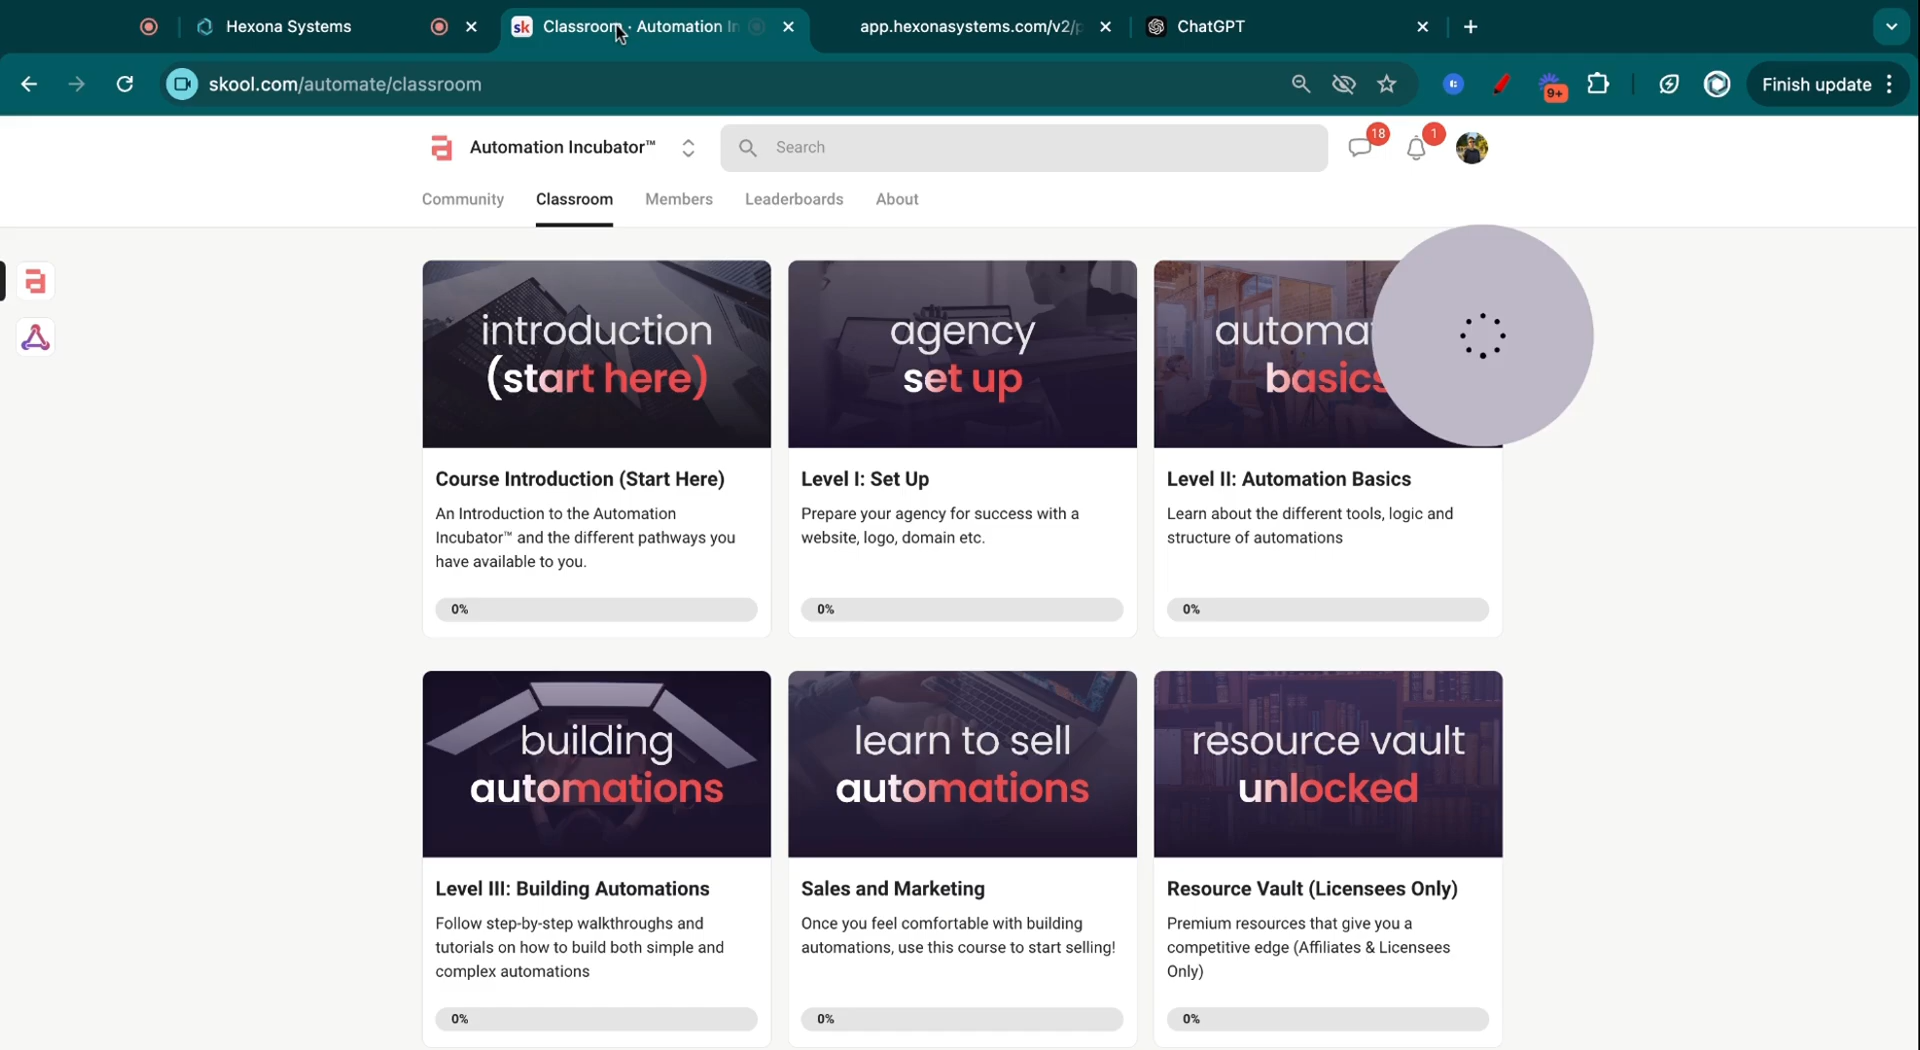 Hexona Systems
Classroom · Automation In
app.hexonasystems.com/v2/p
ChatGPT
skool.com/automate/classroom
9+
Finish update
Automation Incubator™
Search
18
1
Community
Classroom
Members
Leaderboards
About
introduction
(start here)
agency
set up
automa
basics
Course Introduction (Start Here)
An Introduction to the Automation
Incubator™ and the different pathways you
have available to you.
0%
Level I: Set Up
Prepare your agency for success with a
website, logo, domain etc.
0%
Level II: Automation Basics
Learn about the different tools, logic and
structure of automations
0%
building
automations
learn to sell
automations
resource vault
unlocked
Level III: Building Automations
Follow step-by-step walkthroughs and
tutorials on how to build both simple and
complex automations
0%
Sales and Marketing
Once you feel comfortable with building
automations, use this course to start selling!
0%
Resource Vault (Licensees Only)
Premium resources that give you a
competitive edge (Affiliates & Licensees
Only)
0%